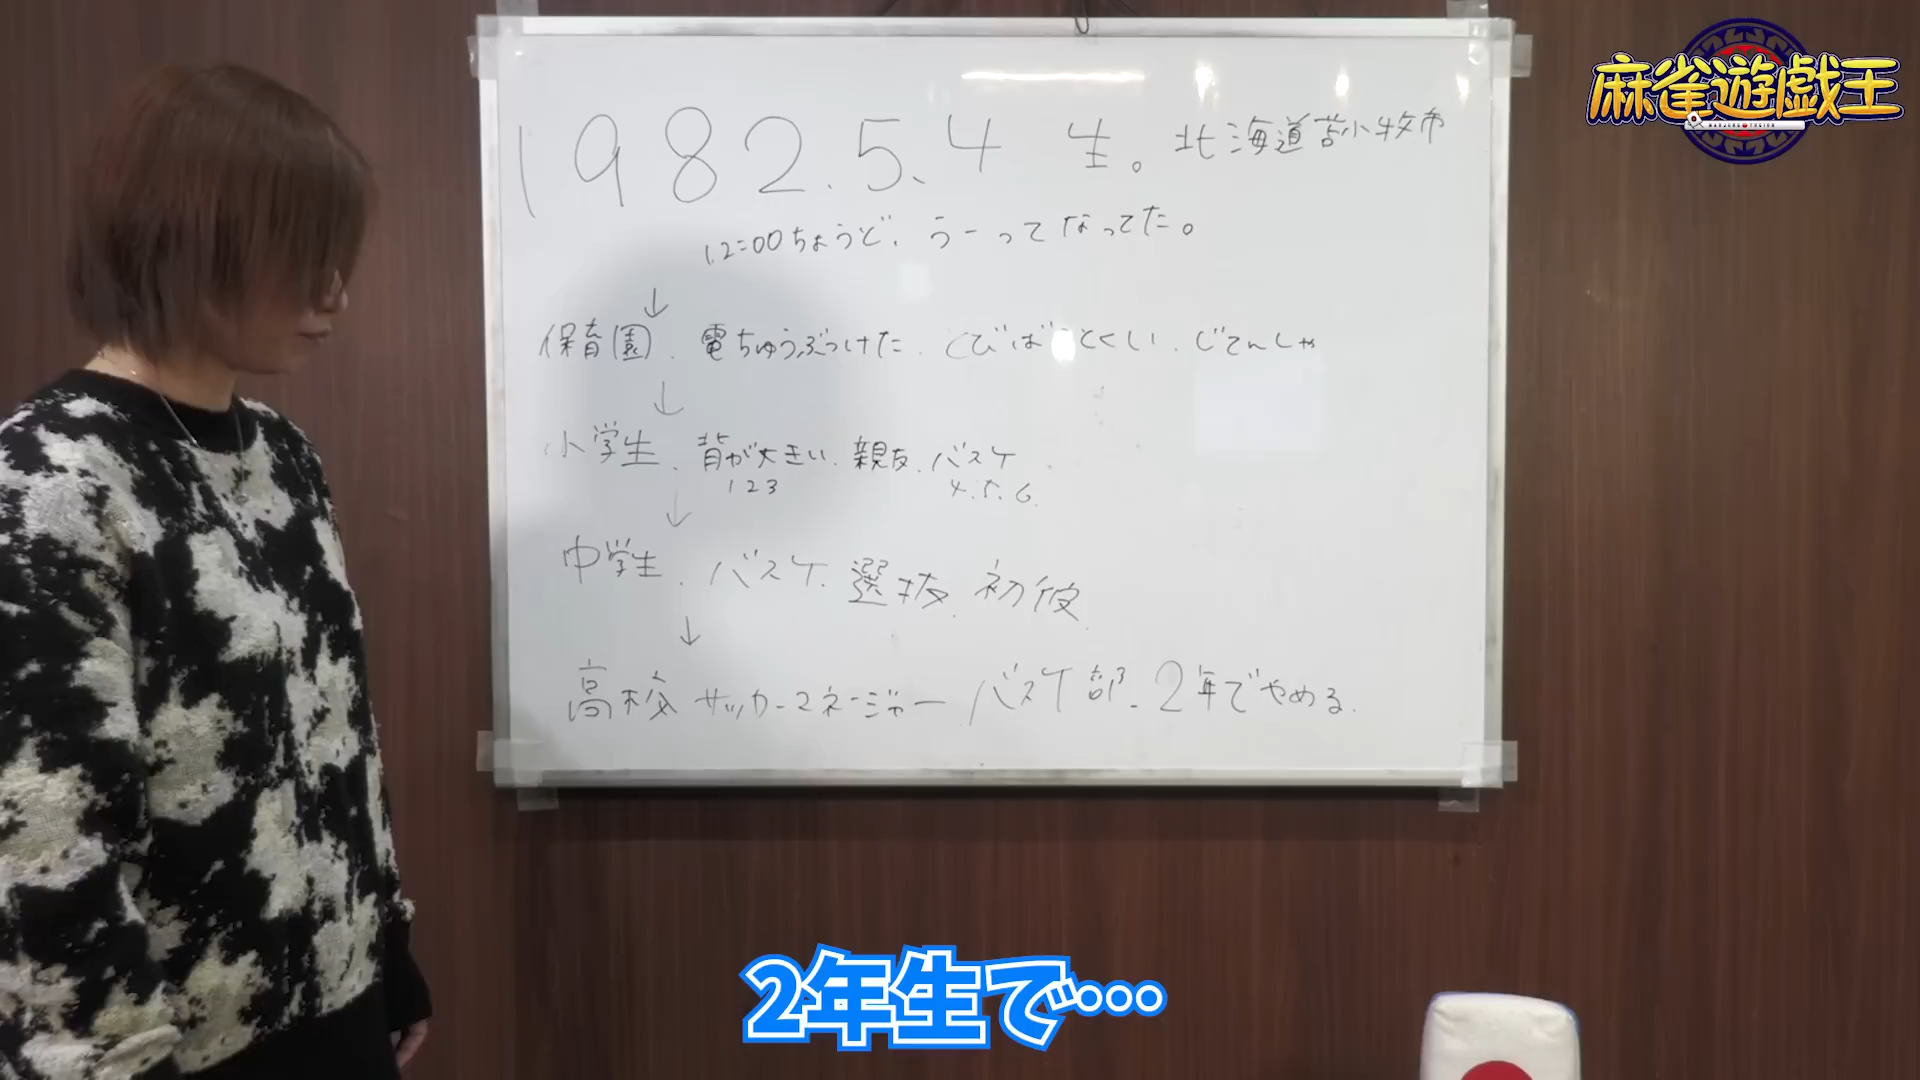 麻雀遊戯王
1982.5.4 生。北海道苫小牧市
12:00ちょうど、うーってなってた。
↓
保育園、電ちゅうぶつけた、とびばことくい、じてんしゃ
↓
小学生、背が大きい、親友、バスケ
1 2 3 4.5.6.
↓
中学生、バスケ、選抜、初彼
↓
高校 サッカーマネージャー バスケ部、2年でやめる。
2年生で…